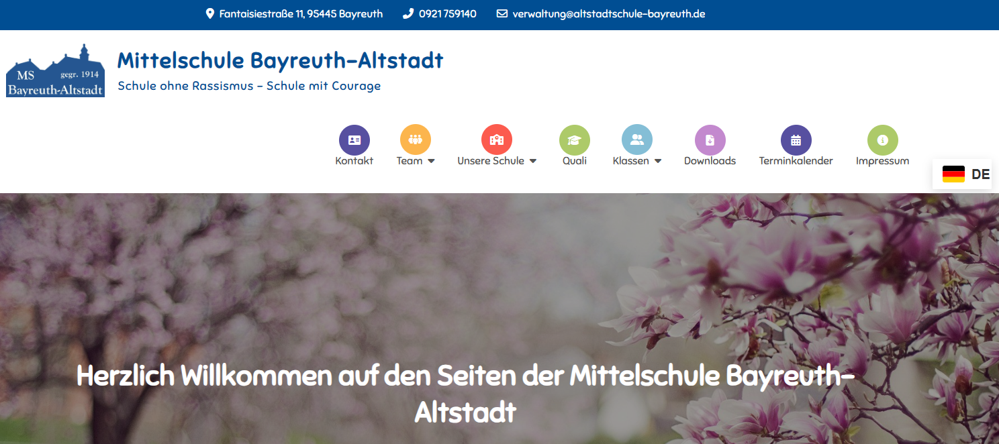 Fantaisiestraße 11, 95445 Bayreuth 0921 759140 verwaltung@altstadtschule-bayreuth.de
MS gegr. 1914
Bayreuth-Altstadt
Mittelschule Bayreuth-Altstadt
Schule ohne Rassismus - Schule mit Courage
Kontakt Team Unsere Schule Quali Klassen Downloads Terminkalender Impressum
DE
Herzlich Willkommen auf den Seiten der Mittelschule Bayreuth-
Altstadt